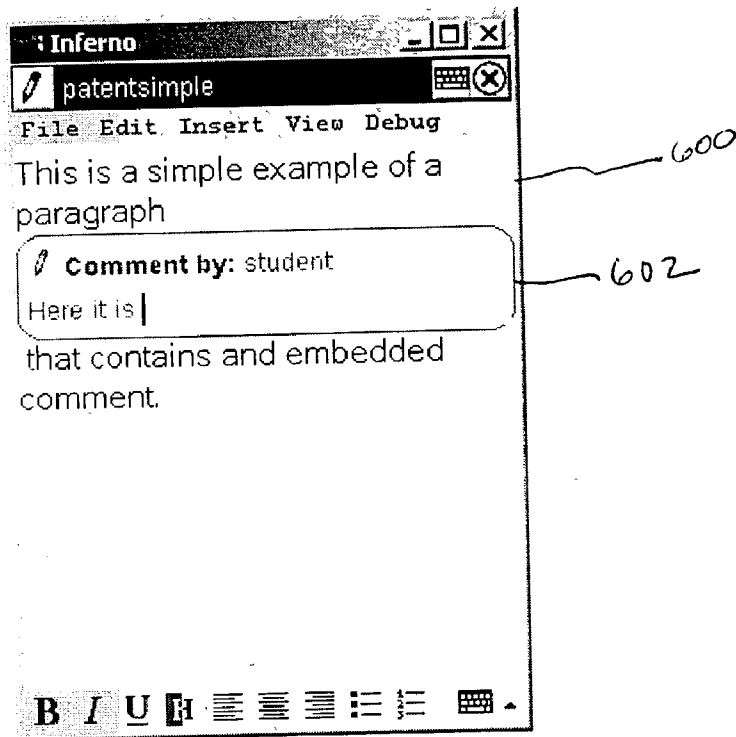 Inferno
patentsimple
File Edit Insert View Debug
This is a simple example of a
paragraph
600
Comment by: student
602
Here it is
that contains and embedded
comment.
B I U H